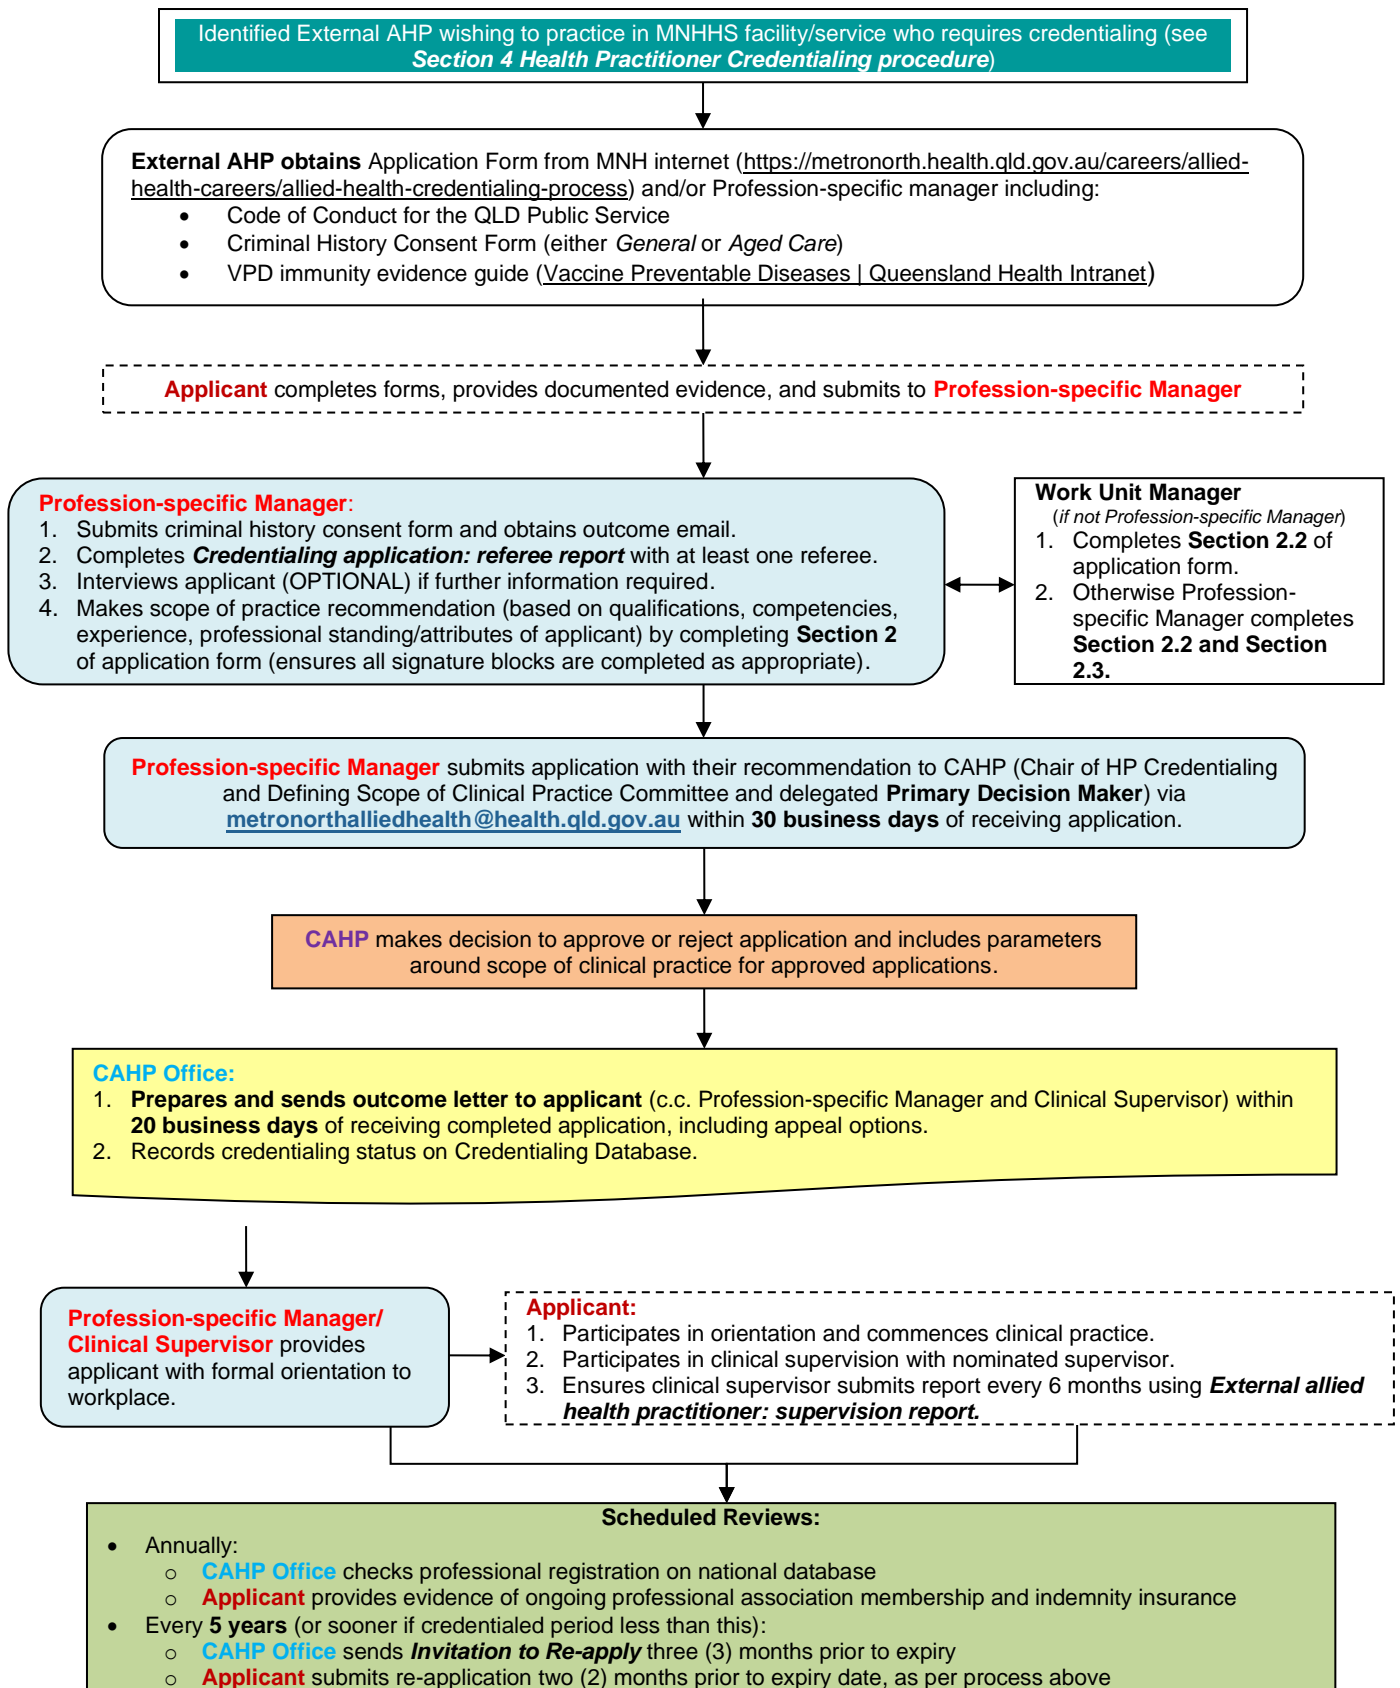 Identified External AHP wishing to practice in MNHHS facility/service who requires credentialing (see
Section 4 Health Practitioner Credentialing procedure)
External AHP obtains Application Form from MNH internet (https://metronorth.health.qld.gov.au/careers/allied-
health-careers/allied-health-credentialing-process) and/or Profession-specific manager including:
• Code of Conduct for the QLD Public Service
• Criminal History Consent Form (either General or Aged Care)
• VPD immunity evidence guide (Vaccine Preventable Diseases | Queensland Health Intranet)
Applicant completes forms, provides documented evidence, and submits to Profession-specific Manager
Profession-specific Manager:
1. Submits criminal history consent form and obtains outcome email.
2. Completes Credentialing application: referee report with at least one referee.
3. Interviews applicant (OPTIONAL) if further information required.
4. Makes scope of practice recommendation (based on qualifications, competencies,
experience, professional standing/attributes of applicant) by completing Section 2
of application form (ensures all signature blocks are completed as appropriate).
Work Unit Manager
(if not Profession-specific Manager)
1. Completes Section 2.2 of
application form.
2. Otherwise Profession-
specific Manager completes
Section 2.2 and Section
2.3.
Profession-specific Manager submits application with their recommendation to CAHP (Chair of HP Credentialing
and Defining Scope of Clinical Practice Committee and delegated Primary Decision Maker) via
metronorthalliedhealth@health.qld.gov.au within 30 business days of receiving application.
CAHP makes decision to approve or reject application and includes parameters
around scope of clinical practice for approved applications.
CAHP Office:
1. Prepares and sends outcome letter to applicant (c.c. Profession-specific Manager and Clinical Supervisor) within
20 business days of receiving completed application, including appeal options.
2. Records credentialing status on Credentialing Database.
Profession-specific Manager/
Clinical Supervisor provides
applicant with formal orientation to
workplace.
Applicant:
1. Participates in orientation and commences clinical practice.
2. Participates in clinical supervision with nominated supervisor.
3. Ensures clinical supervisor submits report every 6 months using External allied
health practitioner: supervision report.
Scheduled Reviews:
• Annually:
o CAHP Office checks professional registration on national database
o Applicant provides evidence of ongoing professional association membership and indemnity insurance
• Every 5 years (or sooner if credentialed period less than this):
o CAHP Office sends Invitation to Re-apply three (3) months prior to expiry
o Applicant submits re-application two (2) months prior to expiry date, as per process above